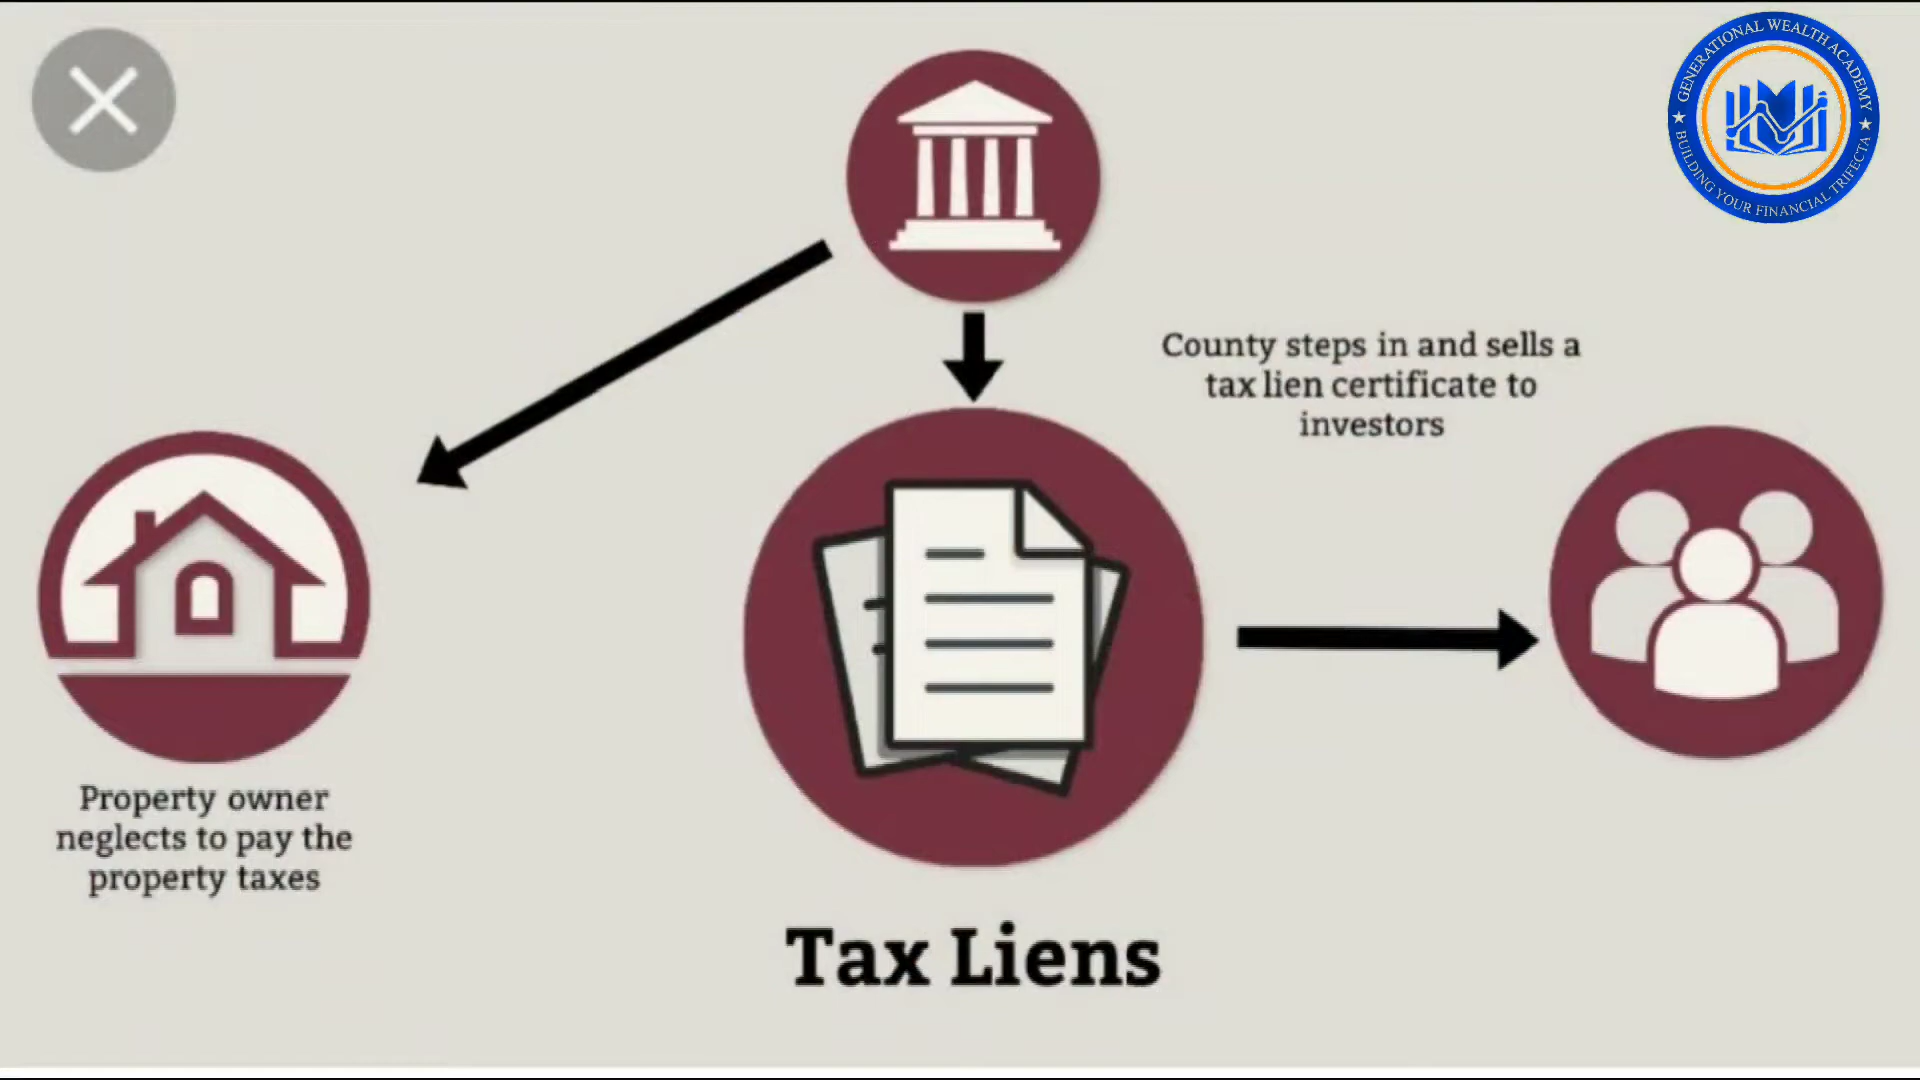 GENERATIONAL WEALTH ACADEMY
BUILDING YOUR FINANCIAL TRIFECTA
County steps in and sells a
tax lien certificate to
investors
Property owner
neglects to pay the
property taxes
Tax Liens